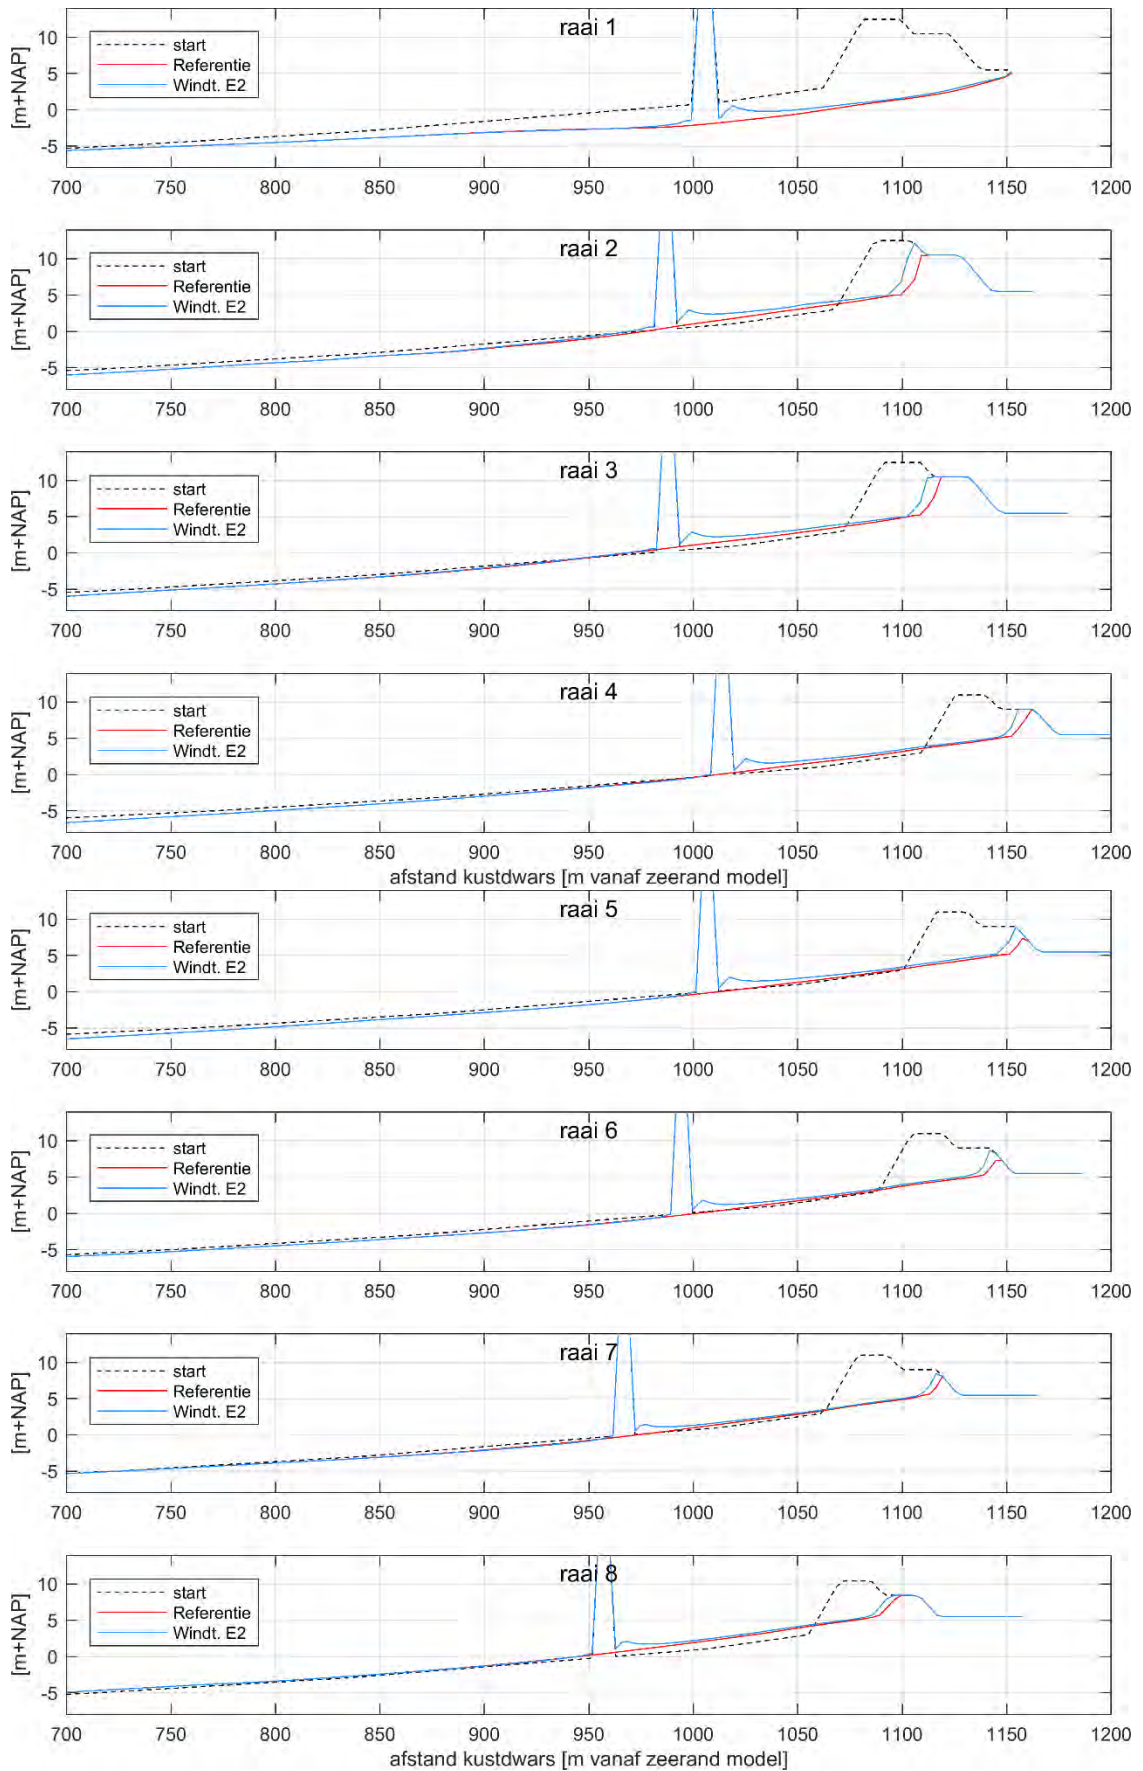 raai 1
start
Referentie
Windt. E2
[m+NAP]
10
5
0
-5
700 750 800 850 900 950 1000 1050 1100 1150 1200
raai 2
start
Referentie
Windt. E2
[m+NAP]
10
5
0
-5
700 750 800 850 900 950 1000 1050 1100 1150 1200
raai 3
start
Referentie
Windt. E2
[m+NAP]
10
5
0
-5
700 750 800 850 900 950 1000 1050 1100 1150 1200
raai 4
start
Referentie
Windt. E2
[m+NAP]
10
5
0
-5
700 750 800 850 900 950 1000 1050 1100 1150 1200
afstand kustdwars [m vanaf zeerand model]
raai 5
start
Referentie
Windt. E2
[m+NAP]
10
5
0
-5
700 750 800 850 900 950 1000 1050 1100 1150 1200
raai 6
start
Referentie
Windt. E2
[m+NAP]
10
5
0
-5
700 750 800 850 900 950 1000 1050 1100 1150 1200
raai 7
start
Referentie
Windt. E2
[m+NAP]
10
5
0
-5
700 750 800 850 900 950 1000 1050 1100 1150 1200
raai 8
start
Referentie
Windt. E2
[m+NAP]
10
5
0
-5
700 750 800 850 900 950 1000 1050 1100 1150 1200
afstand kustdwars [m vanaf zeerand model]